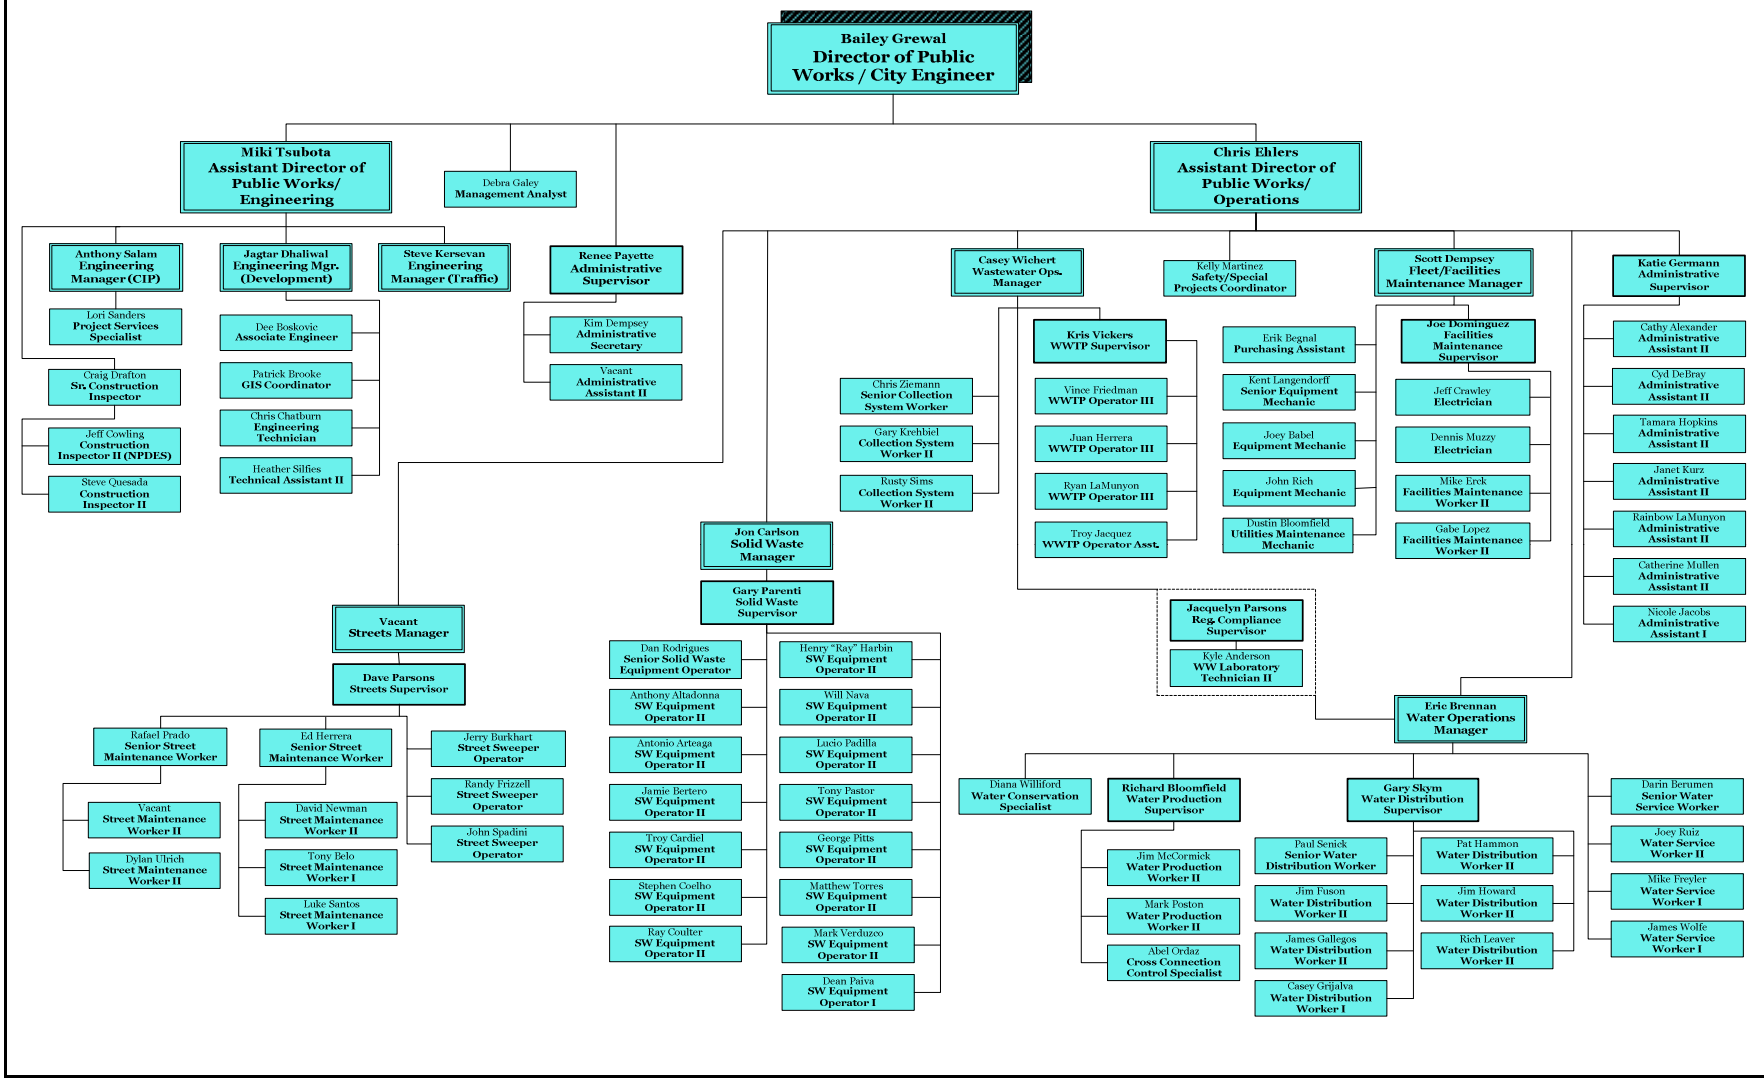 Bailey Grewal
Director of Public
Works / City Engineer
Miki Tsubota
Assistant Director of
Public Works/
Engineering
Debra Galey
Management Analyst
Chris Ehlers
Assistant Director of
Public Works/
Operations
Anthony Salam
Engineering
Manager (CIP)
Jagtar Dhaliwal
Engineering Mgr.
(Development)
Steve Kersevan
Engineering
Manager (Traffic)
Renee Payette
Administrative
Supervisor
Casey Wichert
Wastewater Ops.
Manager
Kelly Martinez
Safety/Special
Projects Coordinator
Scott Dempsey
Fleet/Facilities
Maintenance Manager
Katie Germann
Administrative
Supervisor
Lori Sanders
Project Services
Specialist
Craig Drafton
Sr. Construction
Inspector
Jeff Cowling
Construction
Inspector II (NPDES)
Steve Quesada
Construction
Inspector II
Dee Boskovic
Associate Engineer
Patrick Brooke
GIS Coordinator
Chris Chatburn
Engineering
Technician
Heather Silfies
Technical Assistant II
Kim Dempsey
Administrative
Secretary
Vacant
Administrative
Assistant II
Chris Ziemann
Senior Collection
System Worker
Gary Krehbiel
Collection System
Worker II
Rusty Sims
Collection System
Worker II
Kris Vickers
WWTP Supervisor
Vince Friedman
WWTP Operator III
Juan Herrera
WWTP Operator III
Ryan LaMunyon
WWTP Operator III
Troy Jacquez
WWTP Operator Asst.
Erik Begnal
Purchasing Assistant
Kent Langendorff
Senior Equipment
Mechanic
Joey Babel
Equipment Mechanic
John Rich
Equipment Mechanic
Dustin Bloomfield
Utilities Maintenance
Mechanic
Joe Dominguez
Facilities
Maintenance
Supervisor
Jeff Crawley
Electrician
Dennis Muzzy
Electrician
Mike Erck
Facilities Maintenance
Worker II
Gabe Lopez
Facilities Maintenance
Worker II
Cathy Alexander
Administrative
Assistant II
Cyd DeBray
Administrative
Assistant II
Tamara Hopkins
Administrative
Assistant II
Janet Kurz
Administrative
Assistant II
Rainbow LaMunyon
Administrative
Assistant II
Catherine Mullen
Administrative
Assistant II
Nicole Jacobs
Administrative
Assistant I
Jon Carlson
Solid Waste
Manager
Gary Parenti
Solid Waste
Supervisor
Dan Rodrigues
Senior Solid Waste
Equipment Operator
Anthony Altadonna
SW Equipment
Operator II
Antonio Arteaga
SW Equipment
Operator II
Jamie Bertero
SW Equipment
Operator II
Troy Cardiel
SW Equipment
Operator II
Stephen Coelho
SW Equipment
Operator II
Ray Coulter
SW Equipment
Operator II
Henry “Ray” Harbin
SW Equipment
Operator II
Will Nava
SW Equipment
Operator II
Lucio Padilla
SW Equipment
Operator II
Tony Pastor
SW Equipment
Operator II
George Pitts
SW Equipment
Operator II
Matthew Torres
SW Equipment
Operator II
Mark Verduzco
SW Equipment
Operator II
Dean Paiva
SW Equipment
Operator I
Vacant
Streets Manager
Dave Parsons
Streets Supervisor
Rafael Prado
Senior Street
Maintenance Worker
Vacant
Street Maintenance
Worker II
Dylan Ulrich
Street Maintenance
Worker II
Ed Herrera
Senior Street
Maintenance Worker
David Newman
Street Maintenance
Worker II
Tony Belo
Street Maintenance
Worker I
Luke Santos
Street Maintenance
Worker I
Jerry Burkhart
Street Sweeper
Operator
Randy Frizzell
Street Sweeper
Operator
John Spadini
Street Sweeper
Operator
Jacquelyn Parsons
Reg. Compliance
Supervisor
Kyle Anderson
WW Laboratory
Technician II
Eric Brennan
Water Operations
Manager
Diana Williford
Water Conservation
Specialist
Richard Bloomfield
Water Production
Supervisor
Jim McCormick
Water Production
Worker II
Mark Poston
Water Production
Worker II
Abel Ordaz
Cross Connection
Control Specialist
Gary Skym
Water Distribution
Supervisor
Paul Senick
Senior Water
Distribution Worker
Jim Fuson
Water Distribution
Worker II
James Gallegos
Water Distribution
Worker II
Casey Grijalva
Water Distribution
Worker I
Pat Hammon
Water Distribution
Worker II
Jim Howard
Water Distribution
Worker II
Rich Leaver
Water Distribution
Worker II
Darin Berumen
Senior Water
Service Worker
Joey Ruiz
Water Service
Worker II
Mike Freyler
Water Service
Worker I
James Wolfe
Water Service
Worker I